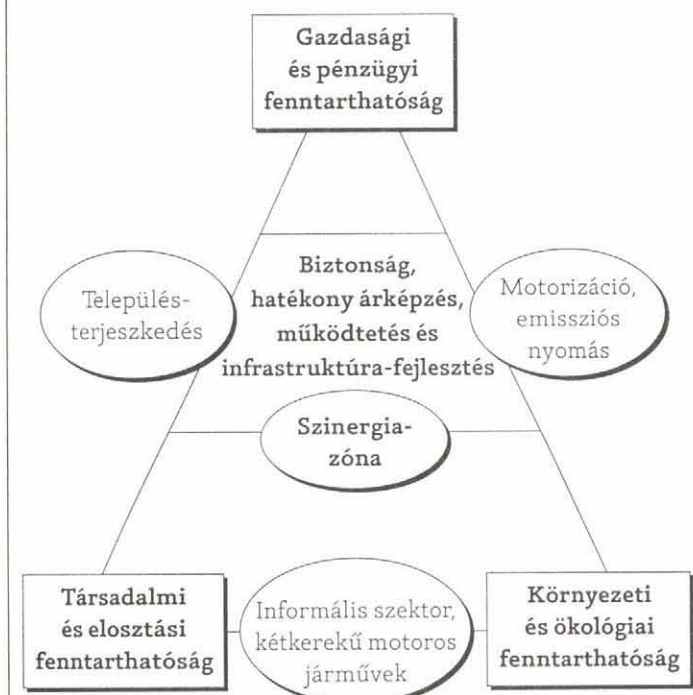 Gazdasági
és pénzügyi
fenntarthatóság
Település-
terjeszkedés
Biztonság,
hatékony árképzés,
működtetés és
infrastruktúra-fejlesztés
Motorizáció,
emissziós
nyomás
Szinergia-
zóna
Társadalmi
és elosztási
fenntarthatóság
Informális szektor,
kétkerekű motoros
járművek
Környezeti
és ökológiai
fenntarthatóság